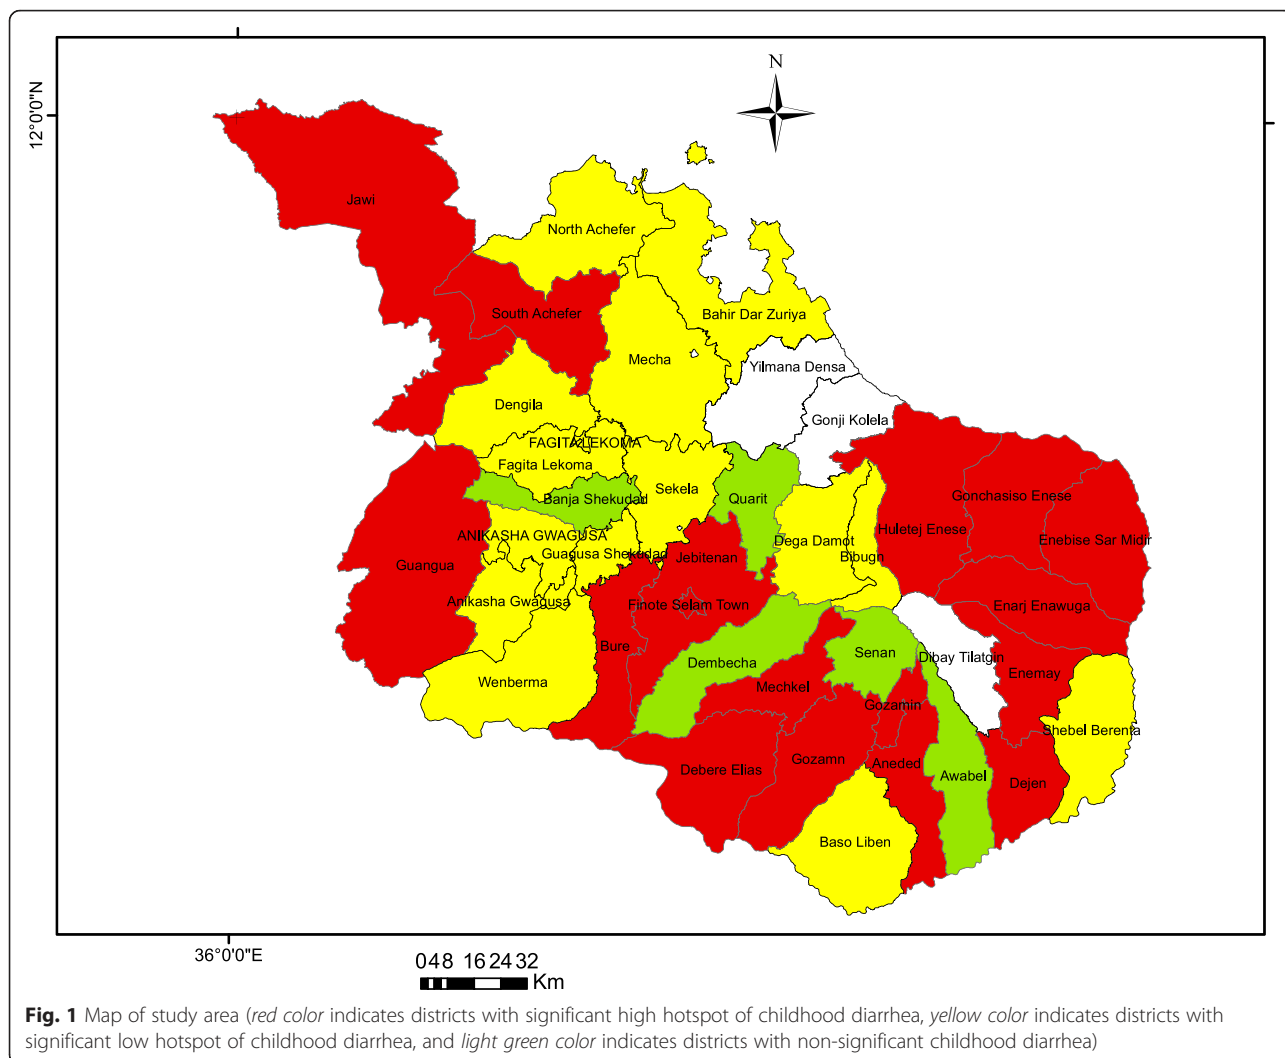 N
12°0'0"N
Jawi
North Achefer
South Achefer
Bahir Dar Zuriya
Mecha
Yilmana Densa
Dengila
Gonji Kolela
FAGITA LEKOMA
Fagita Lekoma
Sekela
Banja Shekudad
Quarit
Gonchasiso Enese
Huletej Enese
Enebise Sar Midir
ANIKASHA GWAGUSA
Guagusa Shekudad
Jebitenan
Dega Damot
Bibugn
Guangua
Anikasha Gwagusa
Finote Selam Town
Enarj Enawuga
Bure
Dembecha
Senan
Dibay Tilatgin
Enemay
Wenberma
Mechkel
Gozamin
Shebel Berenta
Debere Elias
Gozamn
Aneded
Awabel
Dejen
Baso Liben
36°0'0"E
0 4 8 16 24 32
Km
Fig. 1 Map of study area (red color indicates districts with significant high hotspot of childhood diarrhea, yellow color indicates districts with
significant low hotspot of childhood diarrhea, and light green color indicates districts with non-significant childhood diarrhea)